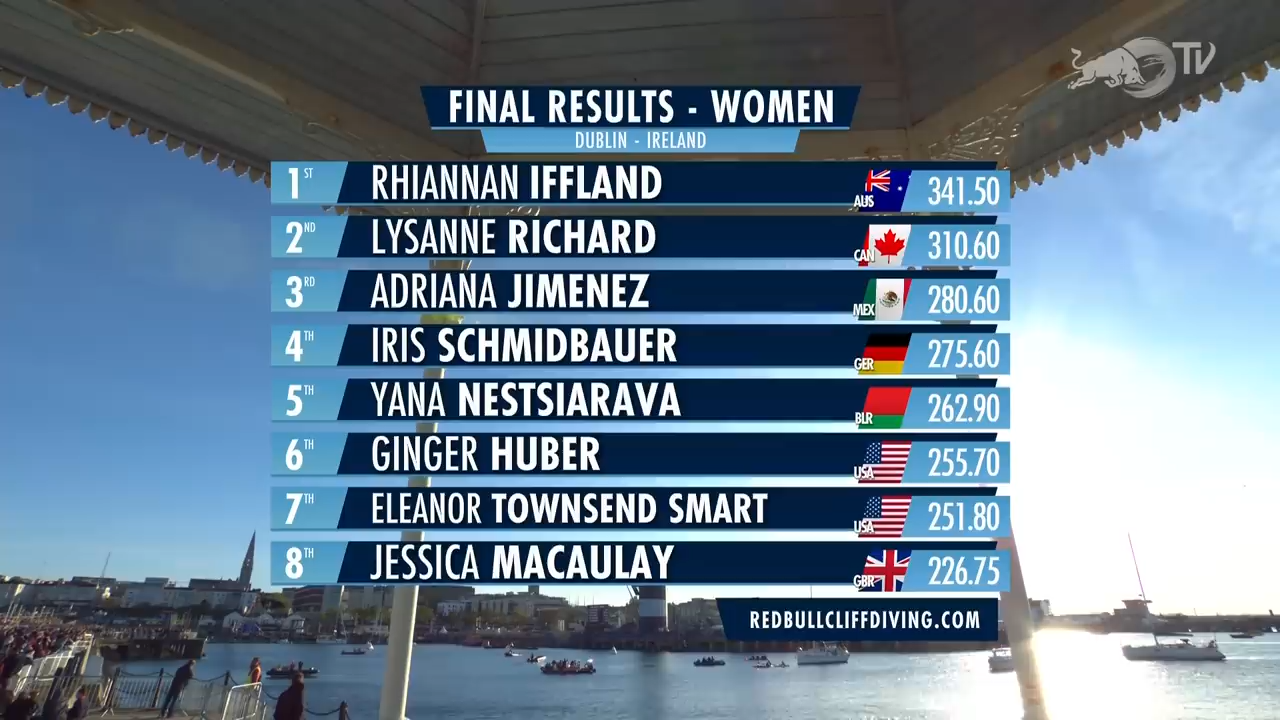 TV
FINAL RESULTS - WOMEN
DUBLIN - IRELAND
1ST RHIANNAN IFFLAND AUS 341.50
2ND LYSANNE RICHARD CAN 310.60
3RD ADRIANA JIMENEZ MEX 280.60
4TH IRIS SCHMIDBAUER GER 275.60
5TH YANA NESTSIARAVA BLR 262.90
6TH GINGER HUBER USA 255.70
7TH ELEANOR TOWNSEND SMART USA 251.80
8TH JESSICA MACAULAY GBR 226.75
REDBULLCLIFFDIVING.COM